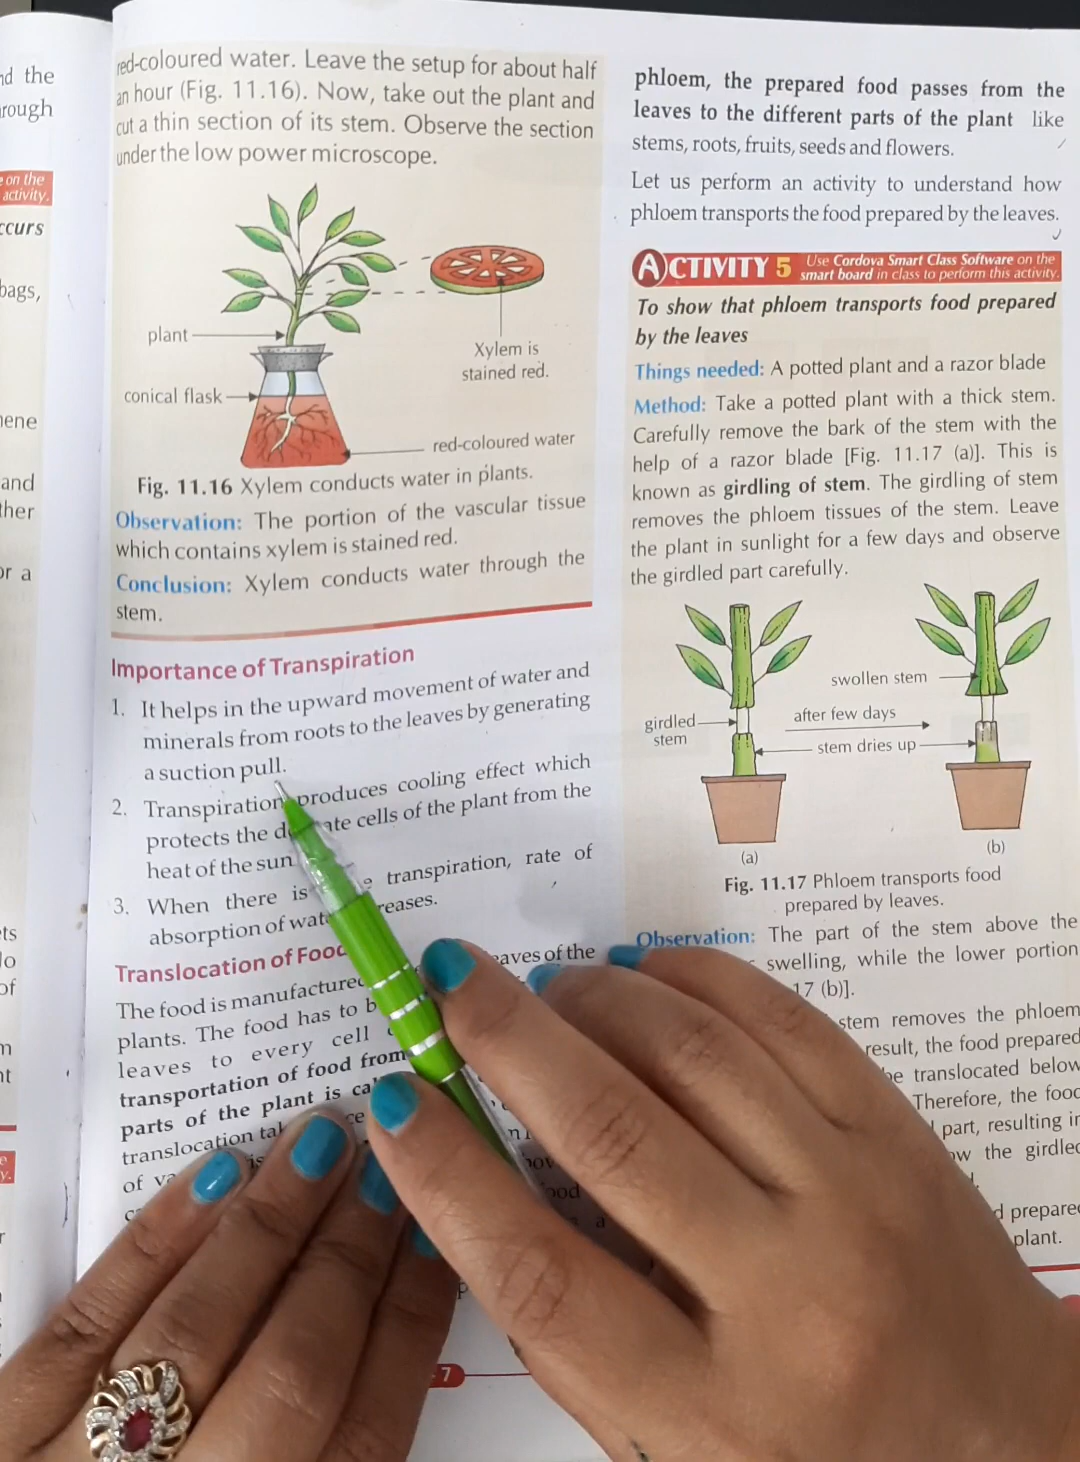 nd the
rough
e on the
activity.
ccurs
bags,
and
r a
red-coloured water. Leave the setup for about half
an hour (Fig. 11.16). Now, take out the plant and
cut a thin section of its stem. Observe the section
under the low power microscope.
plant
Xylem is
stained red.
conical flask
red-coloured water
Fig. 11.16 Xylem conducts water in plants.
Observation: The portion of the vascular tissue
which contains xylem is stained red.
Conclusion: Xylem conducts water through the
stem.
Importance of Transpiration
1. It helps in the upward movement of water and
minerals from roots to the leaves by generating
a suction pull.
2. Transpiration produces cooling effect which
protects the cells of the plant from the
heat of the sun
3. When there is transpiration, rate of
absorption of reases.
Translocation of Food
The food is manufactured eaves of the
plants. The food has to b
leaves to every cell
transportation of food from
parts of the plant is ca
translocation
of
7
phloem, the prepared food passes from the
leaves to the different parts of the plant like
stems, roots, fruits, seeds and flowers.
Let us perform an activity to understand how
phloem transports the food prepared by the leaves.
ACTIVITY 5 Use Cordova Smart Class Software on the
smart board in class to perform this activity.
To show that phloem transports food prepared
by the leaves
Things needed: A potted plant and a razor blade
Method: Take a potted plant with a thick stem.
Carefully remove the bark of the stem with the
help of a razor blade [Fig. 11.17 (a)]. This is
known as girdling of stem. The girdling of stem
removes the phloem tissues of the stem. Leave
the plant in sunlight for a few days and observe
the girdled part carefully.
swollen stem
girdled
stem
after few days
stem dries up
(a)
(b)
Fig. 11.17 Phloem transports food
prepared by leaves.
Observation: The part of the stem above the
swelling, while the lower portion
17 (b)].
stem removes the phloem
result, the food prepared
be translocated below
Therefore, the food
part, resulting in
the girdled
d prepared
plant.